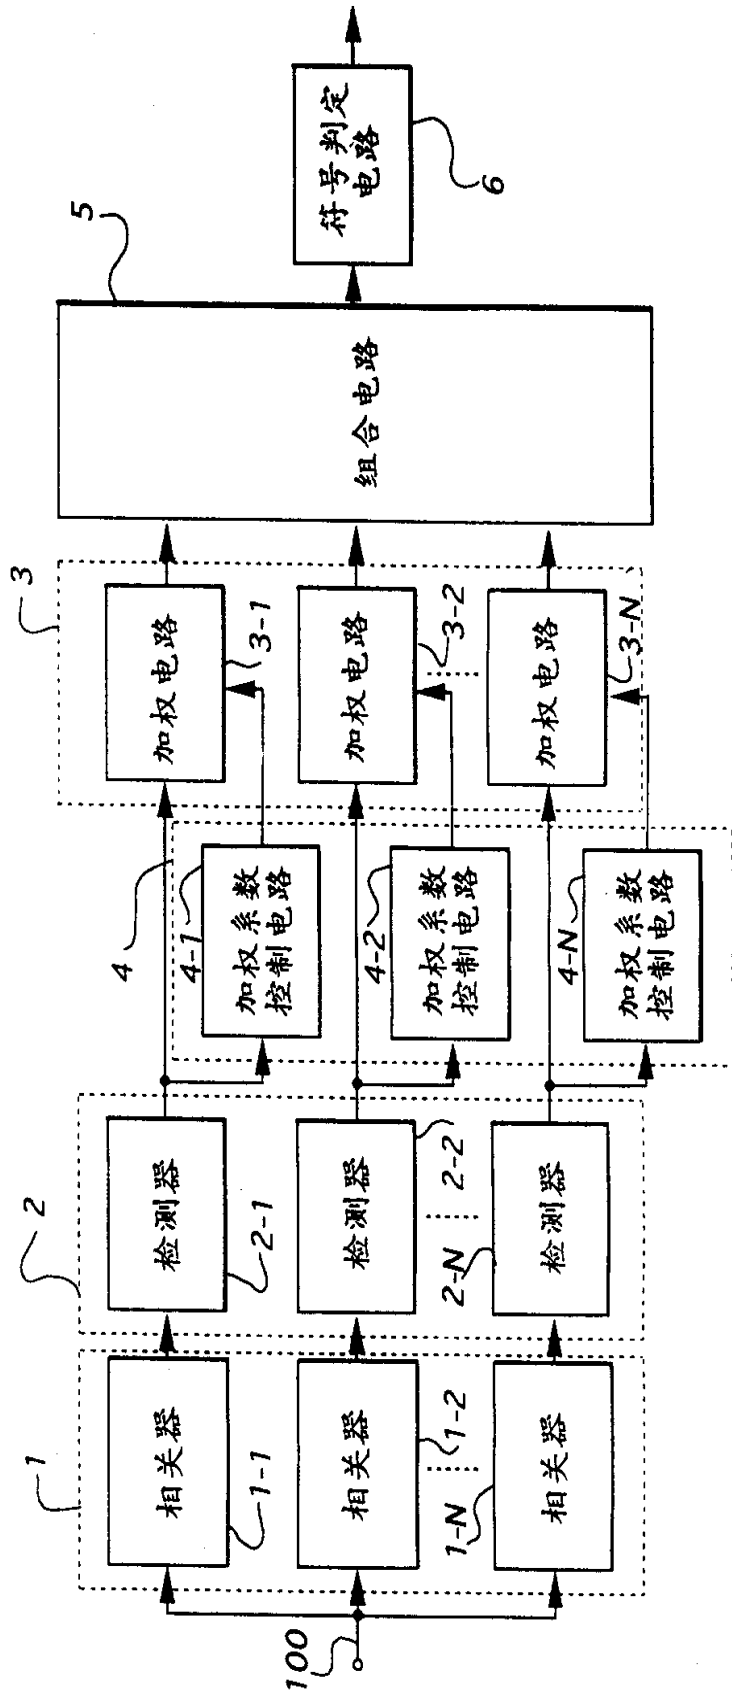 100
1
相关器
1-1
相关器
1-2
1-N
相关器
2
检测器
2-1
检测器
2-2
2-N
检测器
4
4-1
加权系数
控制电路
4-2
加权系数
控制电路
4-N
加权系数
控制电路
3
加权电路
3-1
加权电路
3-2
加权电路
3-N
5
组合电路
符号判定
电路
6